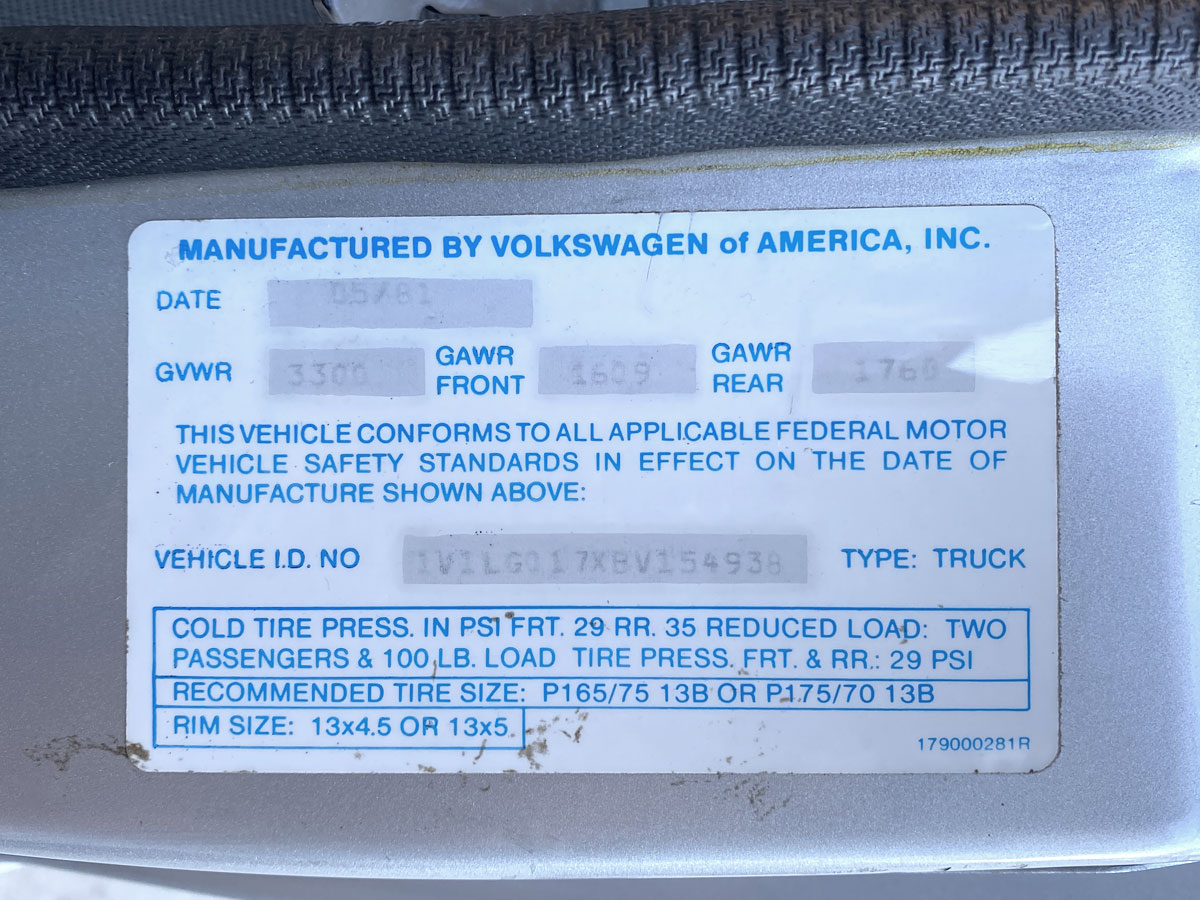 MANUFACTURED BY VOLKSWAGEN of AMERICA, INC.
DATE 05/81
GVWR 3300 GAWR FRONT 1609 GAWR REAR 1760
THIS VEHICLE CONFORMS TO ALL APPLICABLE FEDERAL MOTOR
VEHICLE SAFETY STANDARDS IN EFFECT ON THE DATE OF
MANUFACTURE SHOWN ABOVE:
VEHICLE I.D. NO 1V1LG017XBV154938 TYPE: TRUCK
COLD TIRE PRESS. IN PSI FRT. 29 RR. 35 REDUCED LOAD: TWO
PASSENGERS & 100 LB. LOAD TIRE PRESS. FRT. & RR.: 29 PSI
RECOMMENDED TIRE SIZE: P165/75 13B OR P175/70 13B
RIM SIZE: 13x4.5 OR 13x5
179000281R